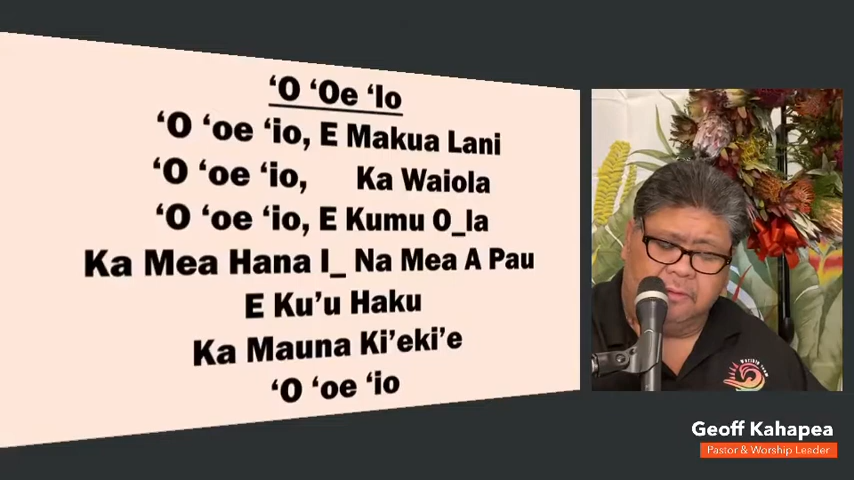 ‘O ‘Oe ‘Io
‘O ‘oe ‘io, E Makua Lani
‘O ‘oe ‘io, Ka Waiola
‘O ‘oe ‘io, E Kumu O_la
Ka Mea Hana I_ Na Mea A Pau
E Ku’u Haku
Ka Mauna Ki’eki’e
‘O ‘oe ‘io
Geoff Kahapea
Pastor & Worship Leader